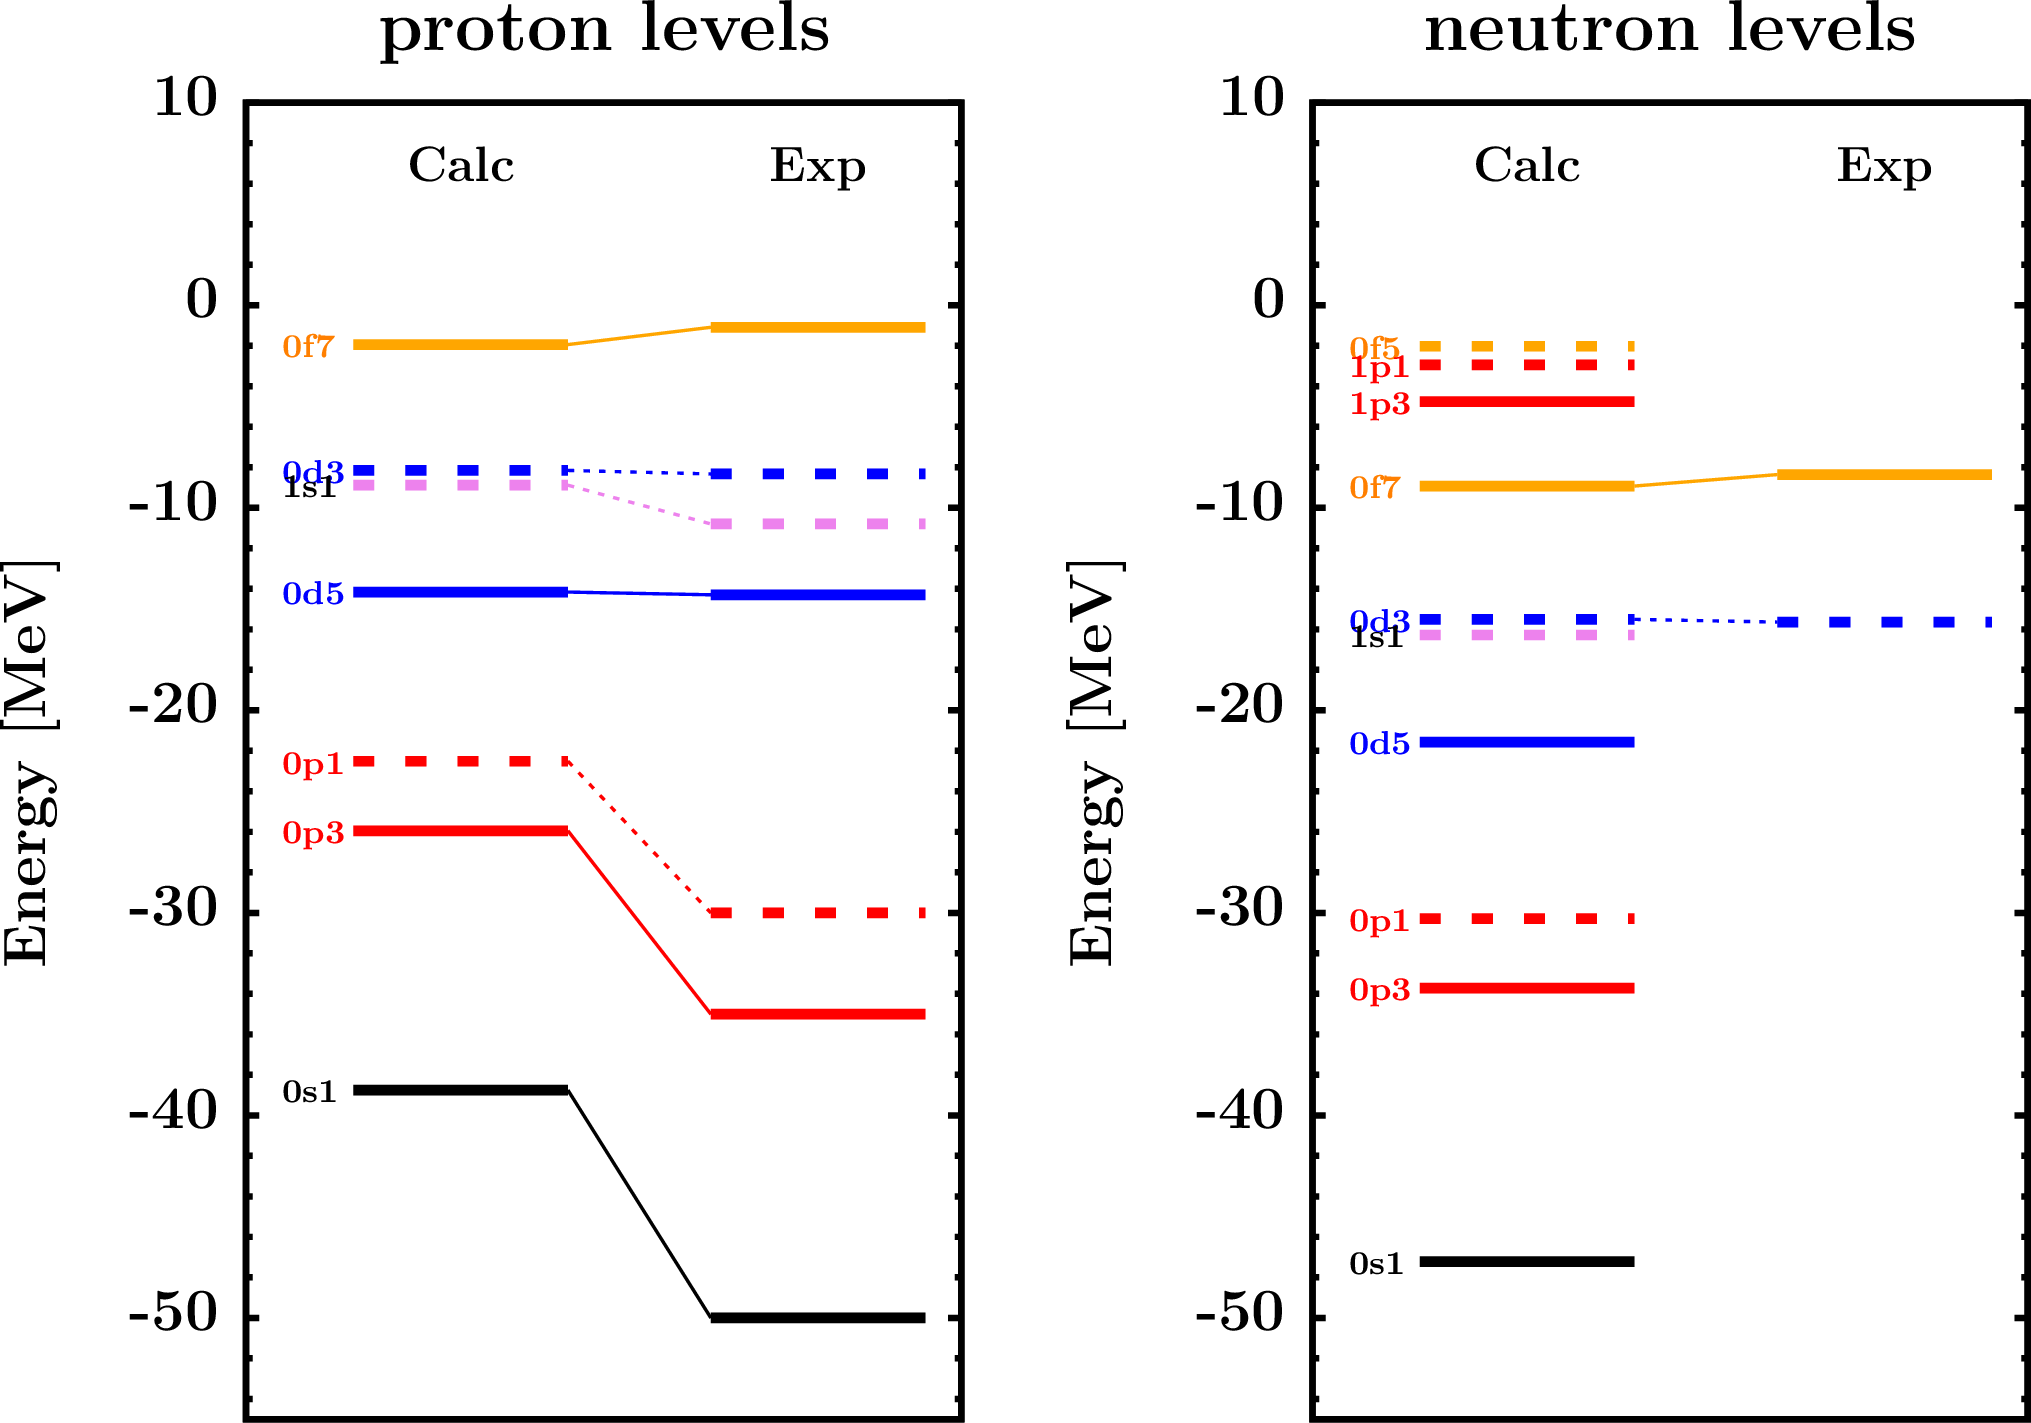 proton levels
10
0
-10
-20
-30
-40
-50
Energy [MeV]
Calc
Exp
0f7
0d3
1s1
0d5
0p1
0p3
0s1
neutron levels
10
0
-10
-20
-30
-40
-50
Energy [MeV]
Calc
Exp
0f5
1p1
1p3
0f7
0d3
1s1
0d5
0p1
0p3
0s1